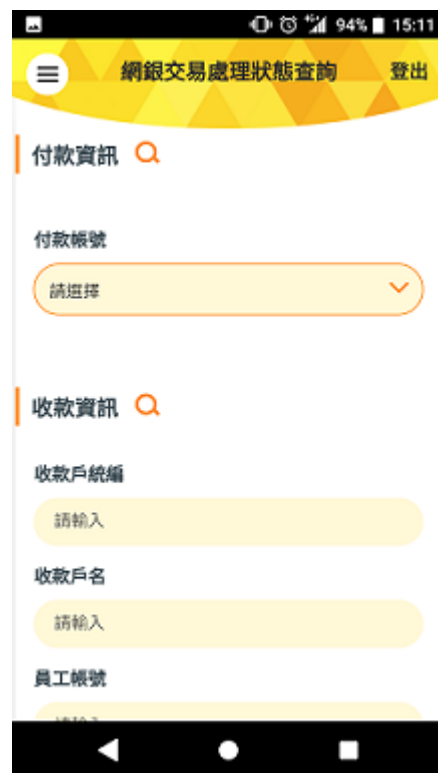 94% 15:11
網銀交易處理狀態查詢 登出
付款資訊
付款帳號
請選擇
收款資訊
收款戶統編
請輸入
收款戶名
請輸入
員工帳號